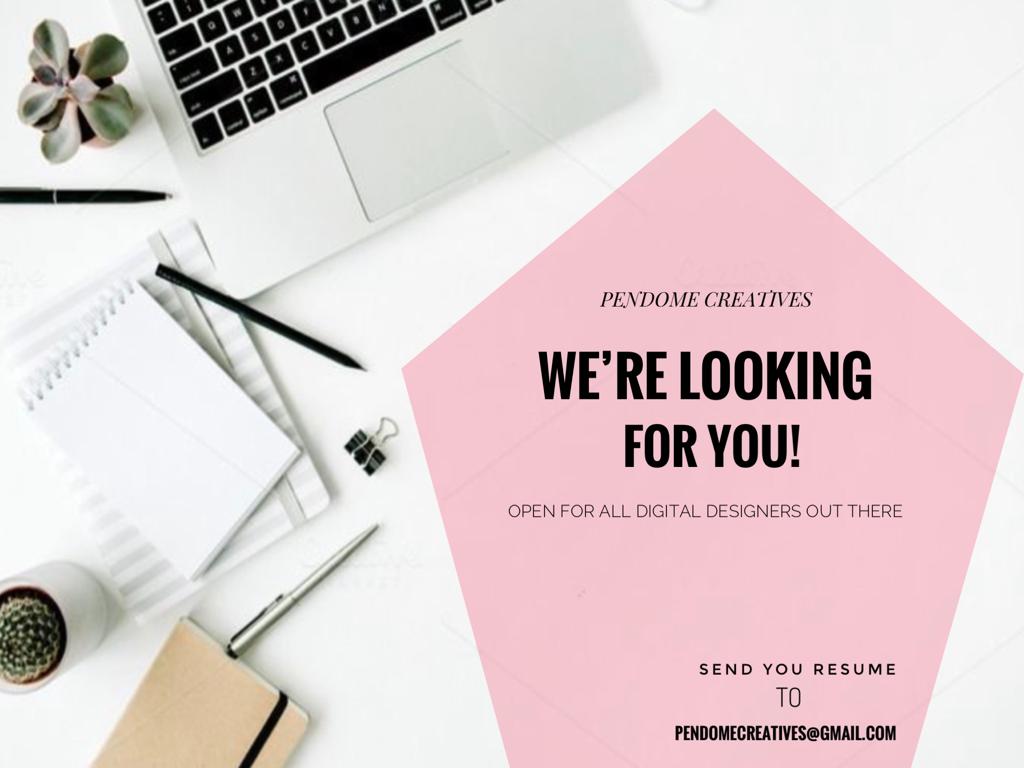 PENDOME CREATIVES
WE'RE LOOKING
FOR YOU!
OPEN FOR ALL DIGITAL DESIGNERS OUT THERE
SEND YOU RESUME
TO
PENDOMECREATIVES@GMAIL.COM